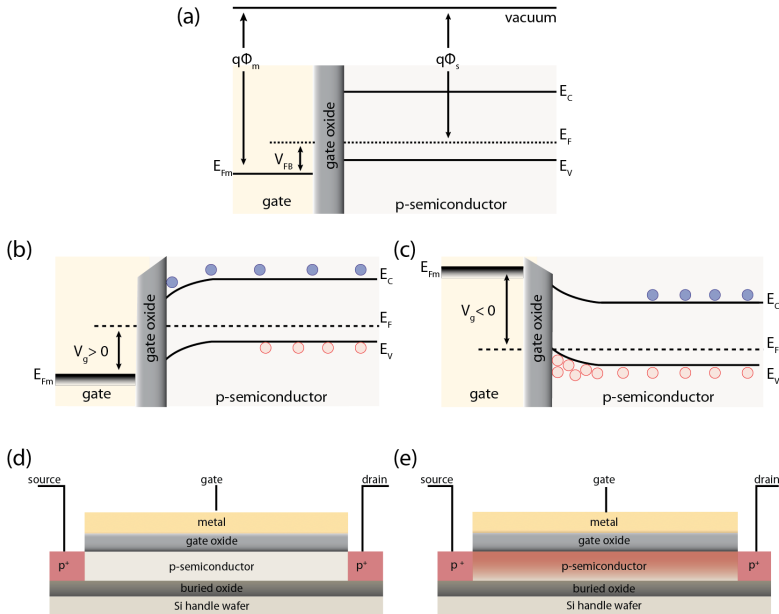 (a)
vacuum
qΦm
qΦs
EC
EF
VFB
EFm
EV
gate oxide
gate
p-semiconductor
(b)
EC
EF
Vg > 0
EV
EFm
gate oxide
gate
p-semiconductor
(c)
EFm
EC
Vg < 0
EF
EV
gate oxide
gate
p-semiconductor
(d)
source
gate
drain
metal
gate oxide
p+
p-semiconductor
p+
buried oxide
Si handle wafer
(e)
source
gate
drain
metal
gate oxide
p+
p-semiconductor
p+
buried oxide
Si handle wafer